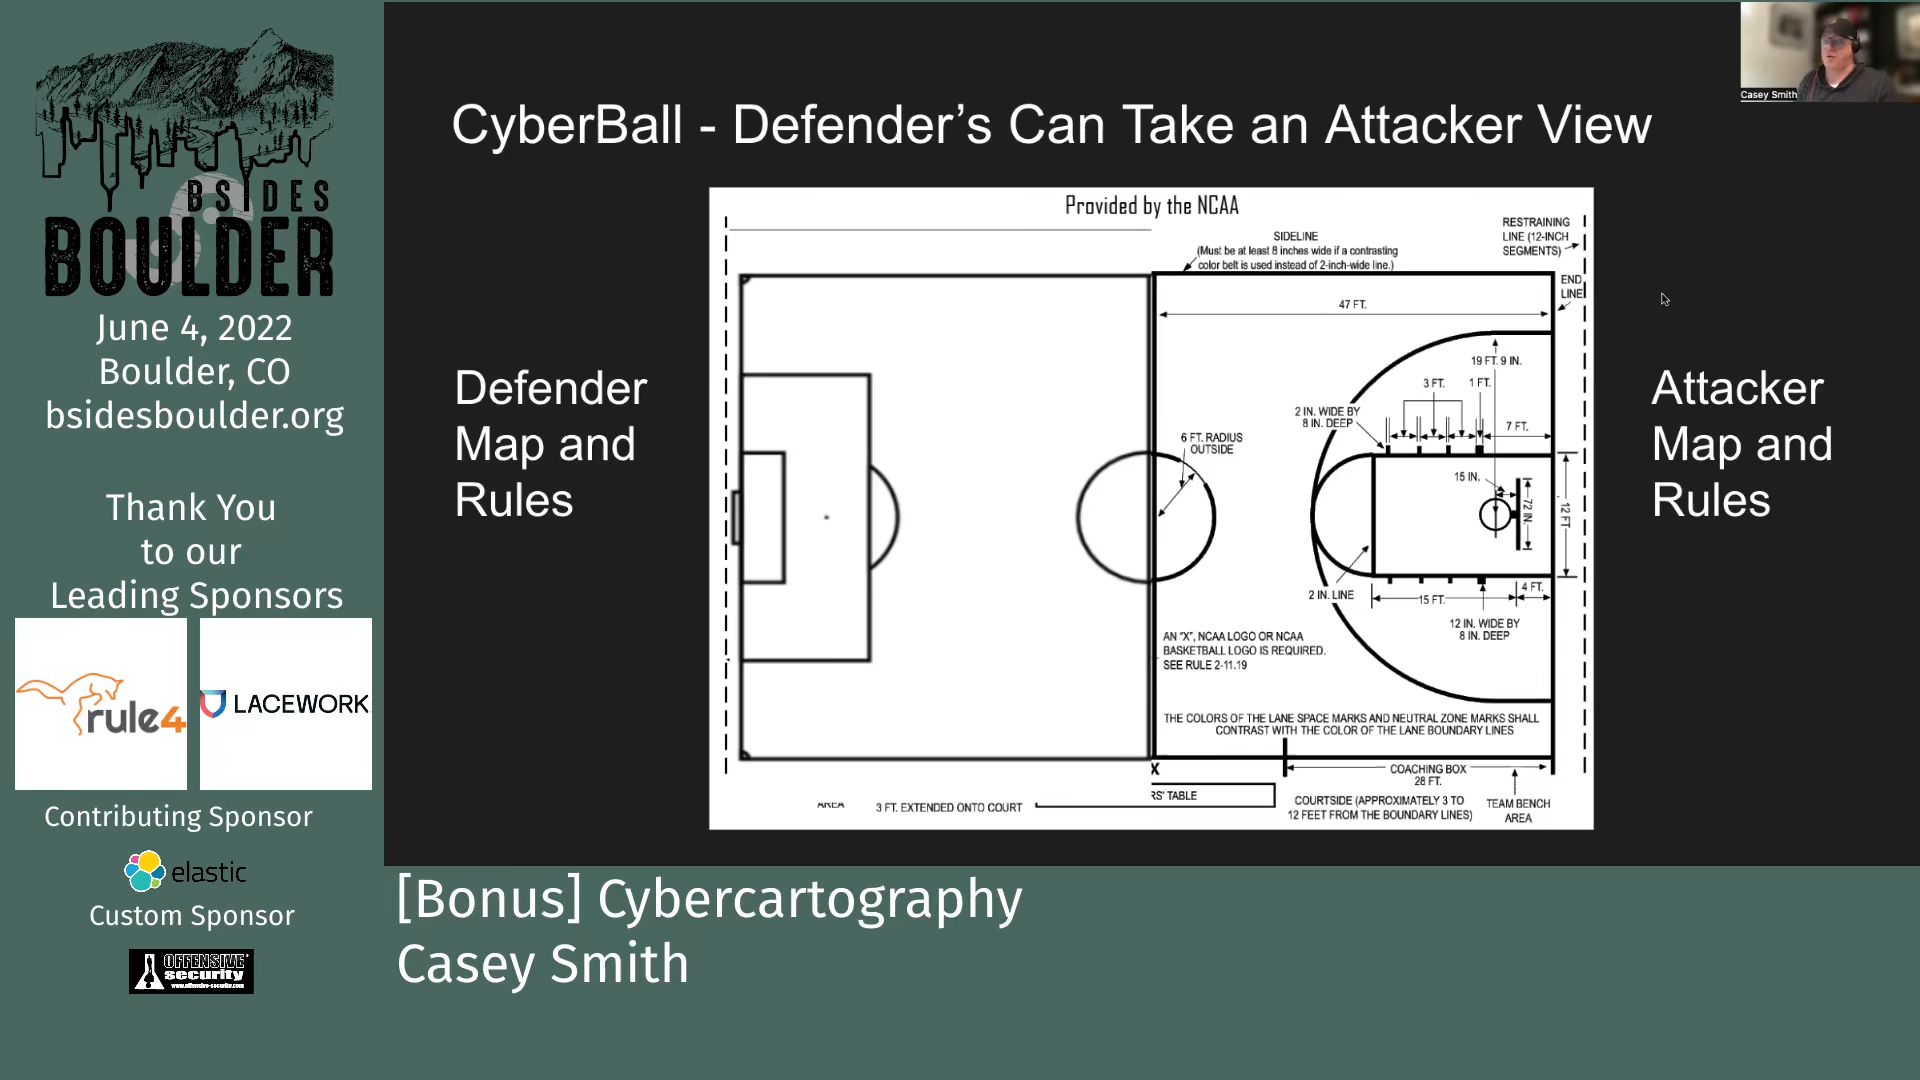 BSIDES
BOULDER
June 4, 2022
Boulder, CO
bsidesboulder.org
Thank You
to our
Leading Sponsors
rule4
LACEWORK
Contributing Sponsor
elastic
Custom Sponsor
OFFENSIVE
security
www.offensive-security.com
Casey Smith
CyberBall - Defender’s Can Take an Attacker View
Defender
Map and
Rules
Provided by the NCAA
SIDELINE
(Must be at least 8 inches wide if a contrasting
color belt is used instead of 2-inch-wide line.)
RESTRAINING
LINE (12-INCH
SEGMENTS)
END
LINE
47 FT.
19 FT. 9 IN.
3 FT.
1 FT.
2 IN. WIDE BY
8 IN. DEEP
7 FT.
6 FT. RADIUS
OUTSIDE
15 IN.
72 IN.
12 FT.
2 IN. LINE
15 FT.
4 FT.
12 IN. WIDE BY
8 IN. DEEP
AN "X", NCAA LOGO OR NCAA
BASKETBALL LOGO IS REQUIRED.
SEE RULE 2-11.19
THE COLORS OF THE LANE SPACE MARKS AND NEUTRAL ZONE MARKS SHALL
CONTRAST WITH THE COLOR OF THE LANE BOUNDARY LINES
X
COACHING BOX
28 FT.
RS' TABLE
AREA
3 FT. EXTENDED ONTO COURT
COURTSIDE (APPROXIMATELY 3 TO
12 FEET FROM THE BOUNDARY LINES)
TEAM BENCH
AREA
Attacker
Map and
Rules
[Bonus] Cybercartography
Casey Smith